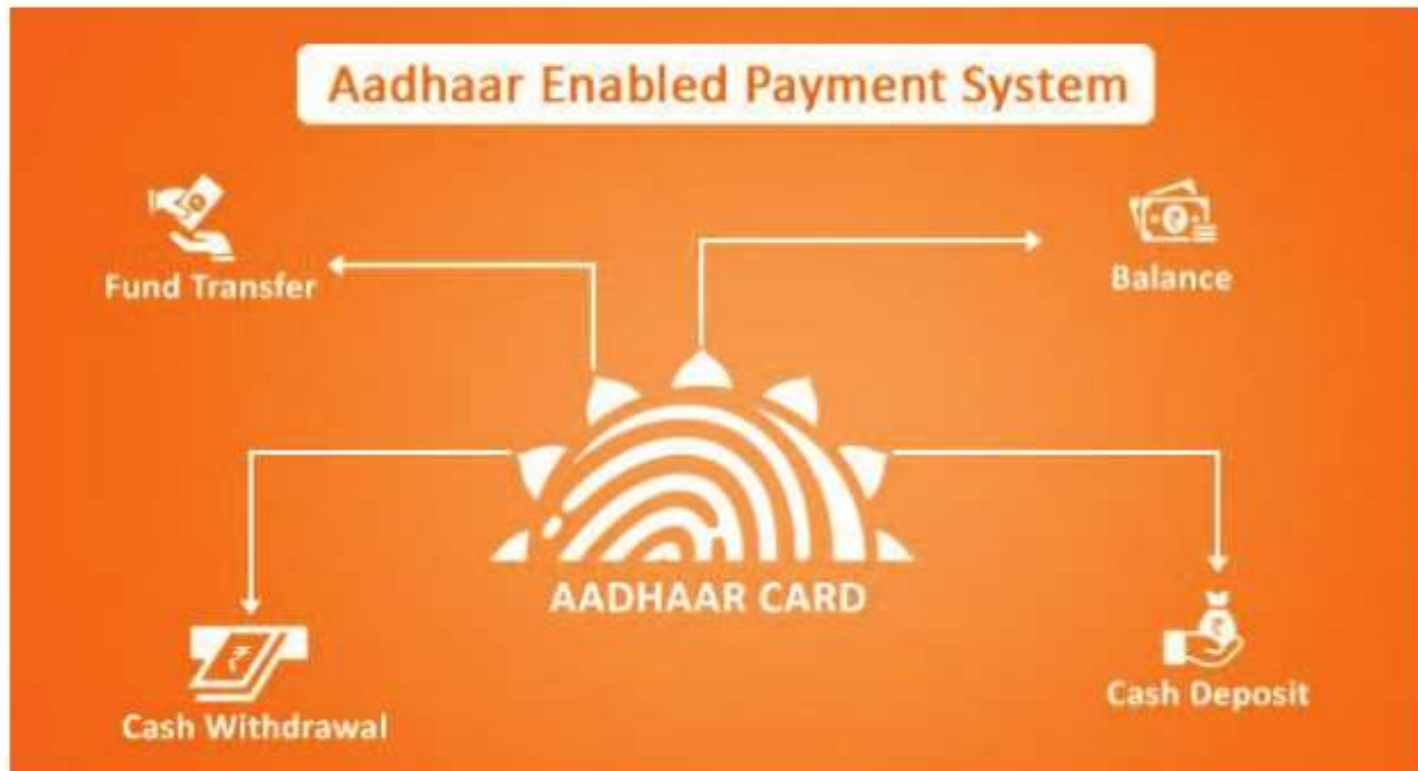 Aadhaar Enabled Payment System
Fund Transfer
Balance
AADHAAR CARD
Cash Withdrawal
Cash Deposit